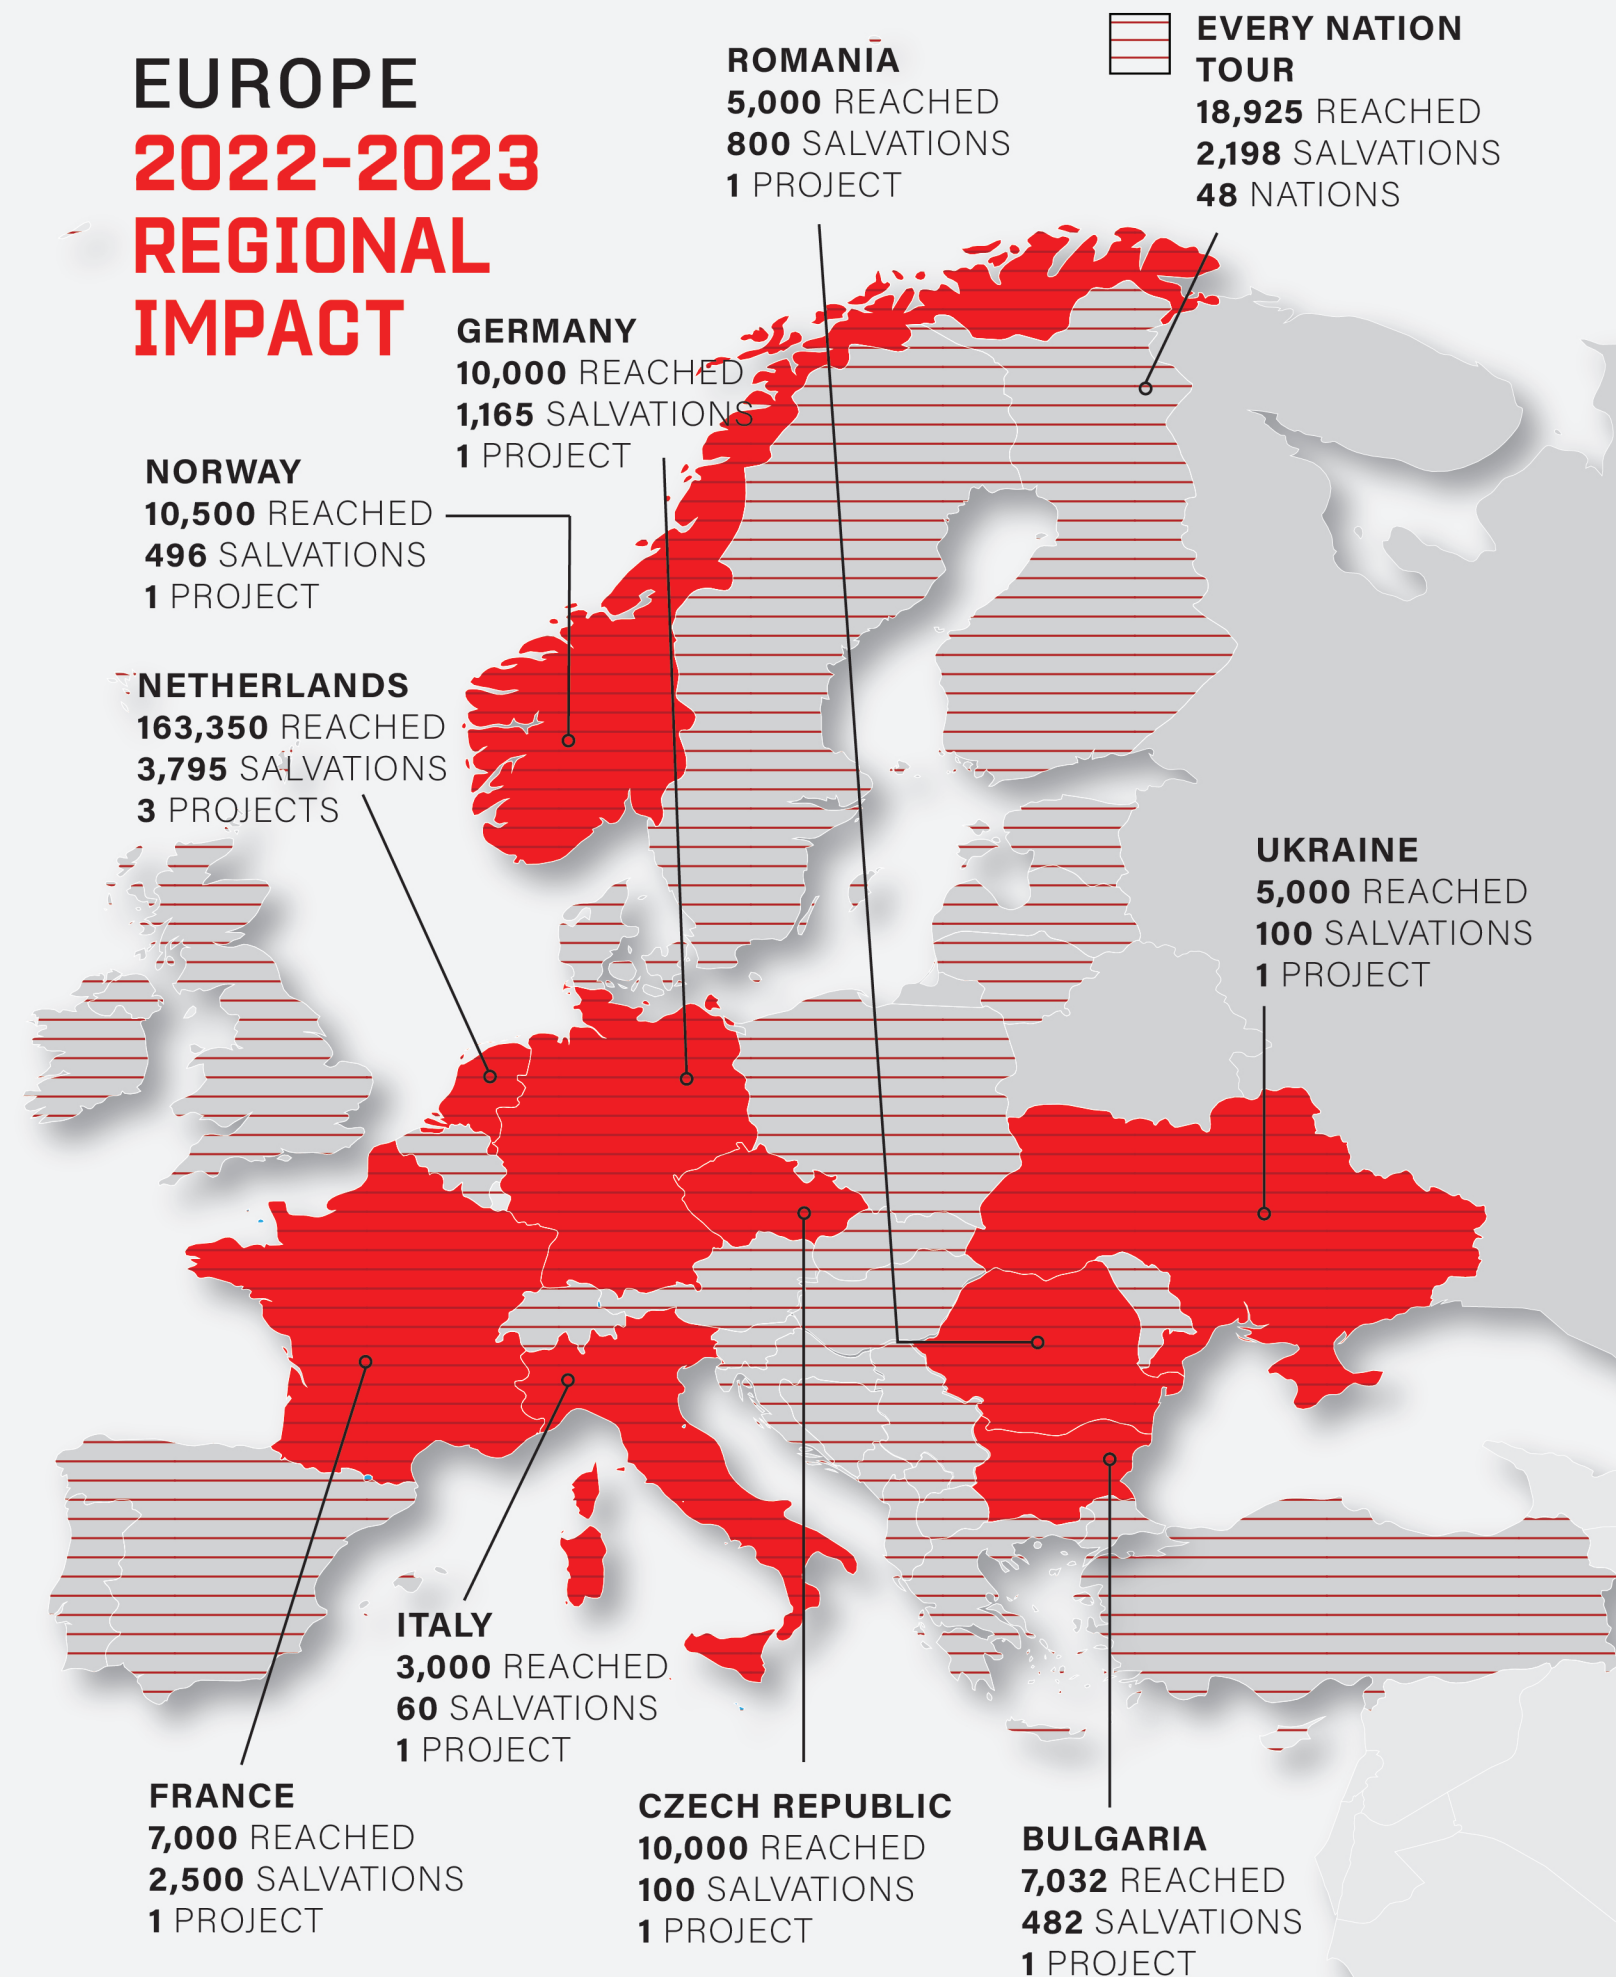 EUROPE
2022-2023
REGIONAL
IMPACT
ROMANIA
5,000 REACHED
800 SALVATIONS
1 PROJECT
EVERY NATION
TOUR
18,925 REACHED
2,198 SALVATIONS
48 NATIONS
GERMANY
10,000 REACHED
1,165 SALVATIONS
1 PROJECT
NORWAY
10,500 REACHED
496 SALVATIONS
1 PROJECT
NETHERLANDS
163,350 REACHED
3,795 SALVATIONS
3 PROJECTS
UKRAINE
5,000 REACHED
100 SALVATIONS
1 PROJECT
ITALY
3,000 REACHED
60 SALVATIONS
1 PROJECT
FRANCE
7,000 REACHED
2,500 SALVATIONS
1 PROJECT
CZECH REPUBLIC
10,000 REACHED
100 SALVATIONS
1 PROJECT
BULGARIA
7,032 REACHED
482 SALVATIONS
1 PROJECT